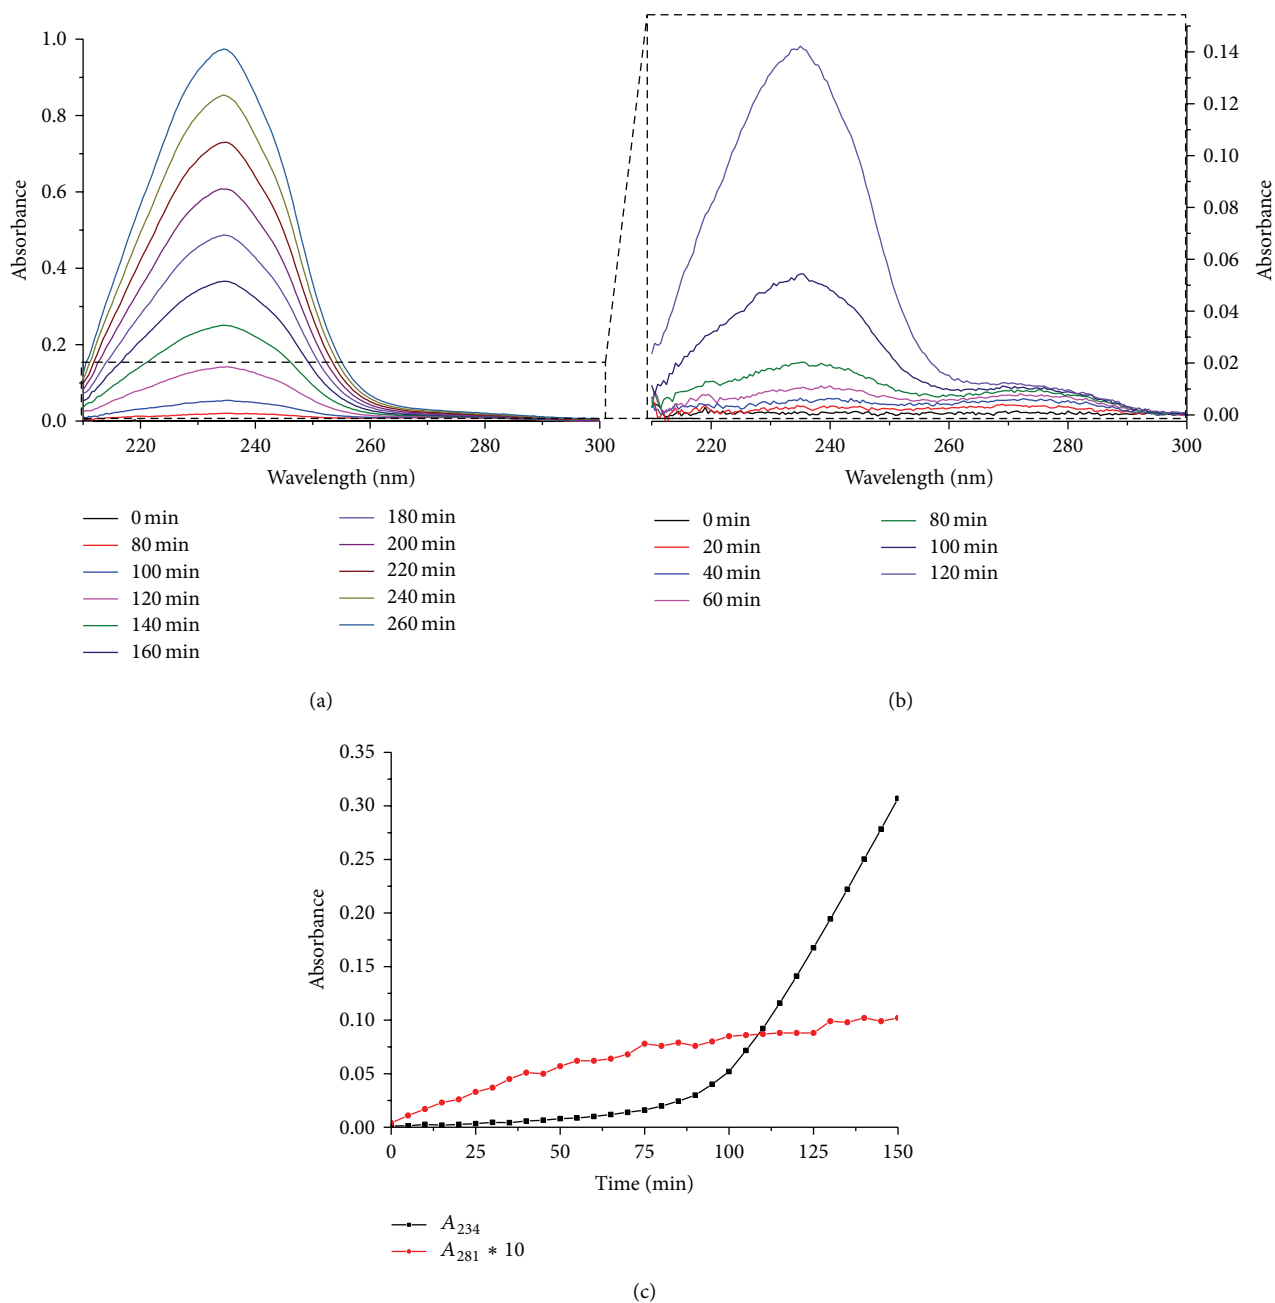 1.0
0.8
0.6
0.4
0.2
0.0
Absorbance
220 240 260 280 300
Wavelength (nm)
0 min
80 min
100 min
120 min
140 min
160 min
180 min
200 min
220 min
240 min
260 min
(a)
0.14
0.12
0.10
0.08
0.06
0.04
0.02
0.00
Absorbance
220 240 260 280 300
Wavelength (nm)
0 min
20 min
40 min
60 min
80 min
100 min
120 min
(b)
0.35
0.30
0.25
0.20
0.15
0.10
0.05
0.00
Absorbance
0 25 50 75 100 125 150
Time (min)
A234
A281 * 10
(c)